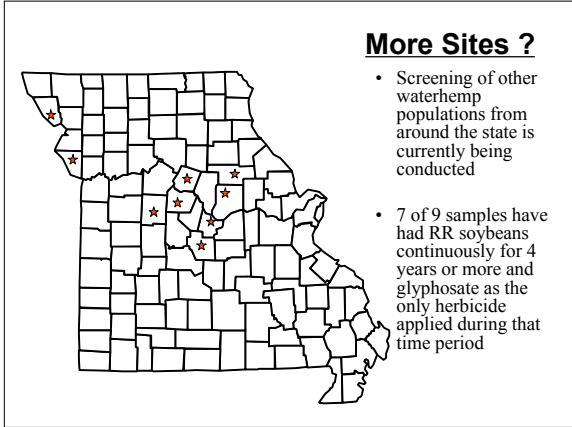 More Sites ?
• Screening of other
waterhemp
populations from
around the state is
currently being
conducted
• 7 of 9 samples have
had RR soybeans
continuously for 4
years or more and
glyphosate as the
only herbicide
applied during that
time period